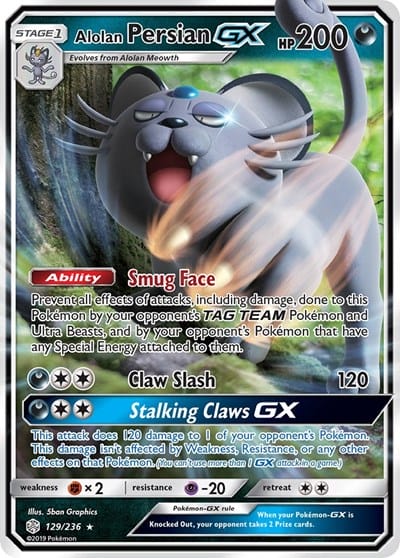 STAGE1 Alolan Persian GX HP200
Evolves from Alolan Meowth
Ability Smug Face
Prevent all effects of attacks, including damage, done to this
Pokémon by your opponent's TAG TEAM Pokémon and
Ultra Beasts, and by your opponent's Pokémon that have
any Special Energy attached to them.
Claw Slash 120
Stalking Claws GX
This attack does 120 damage to 1 of your opponent's Pokémon.
This damage isn't affected by Weakness, Resistance, or any other
effects on that Pokémon. (You can't use more than 1 GX attack in a game.)
weakness ×2 resistance -20 retreat
Illus. 5ban Graphics
Pokémon-GX rule
129/236 ★
When your Pokémon-GX is
Knocked Out, your opponent takes 2 Prize cards.
©2019 Pokémon